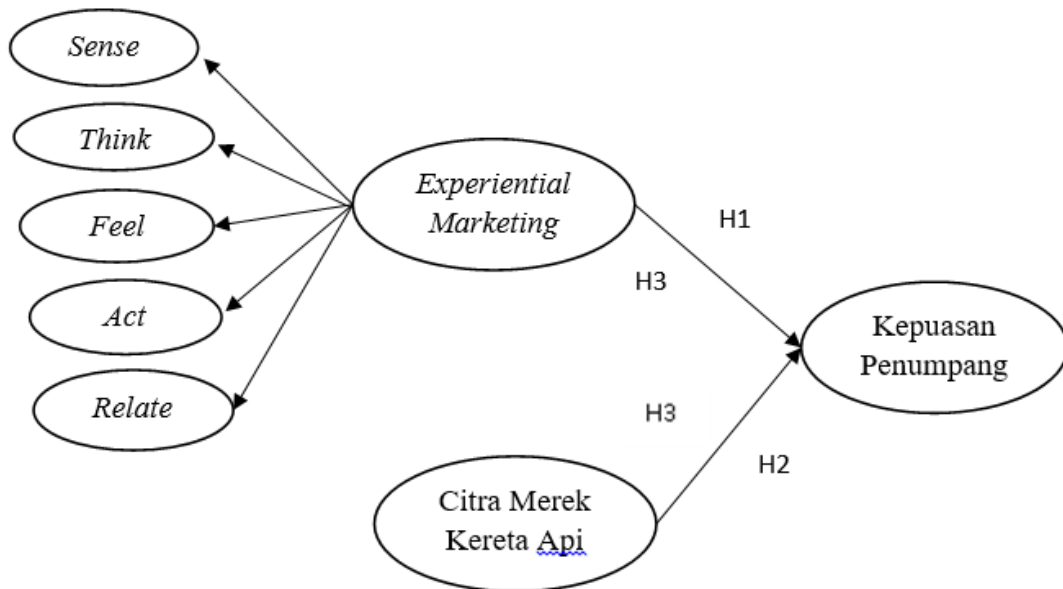 Sense
Think
Feel
Act
Relate
Experiential
Marketing
H1
H3
Kepuasan
Penumpang
H3
H2
Citra Merek
Kereta Api